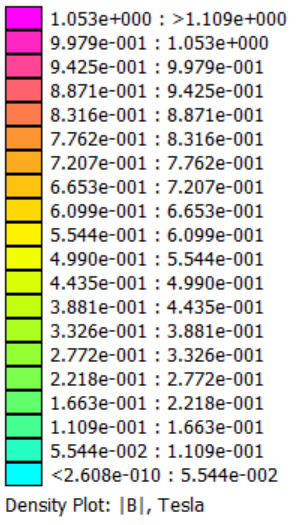 1.053e+000 : >1.109e+000
9.979e-001 : 1.053e+000
9.425e-001 : 9.979e-001
8.871e-001 : 9.425e-001
8.316e-001 : 8.871e-001
7.762e-001 : 8.316e-001
7.207e-001 : 7.762e-001
6.653e-001 : 7.207e-001
6.099e-001 : 6.653e-001
5.544e-001 : 6.099e-001
4.990e-001 : 5.544e-001
4.435e-001 : 4.990e-001
3.881e-001 : 4.435e-001
3.326e-001 : 3.881e-001
2.772e-001 : 3.326e-001
2.218e-001 : 2.772e-001
1.663e-001 : 2.218e-001
1.109e-001 : 1.663e-001
5.544e-002 : 1.109e-001
<2.608e-010 : 5.544e-002
Density Plot: |B|, Tesla